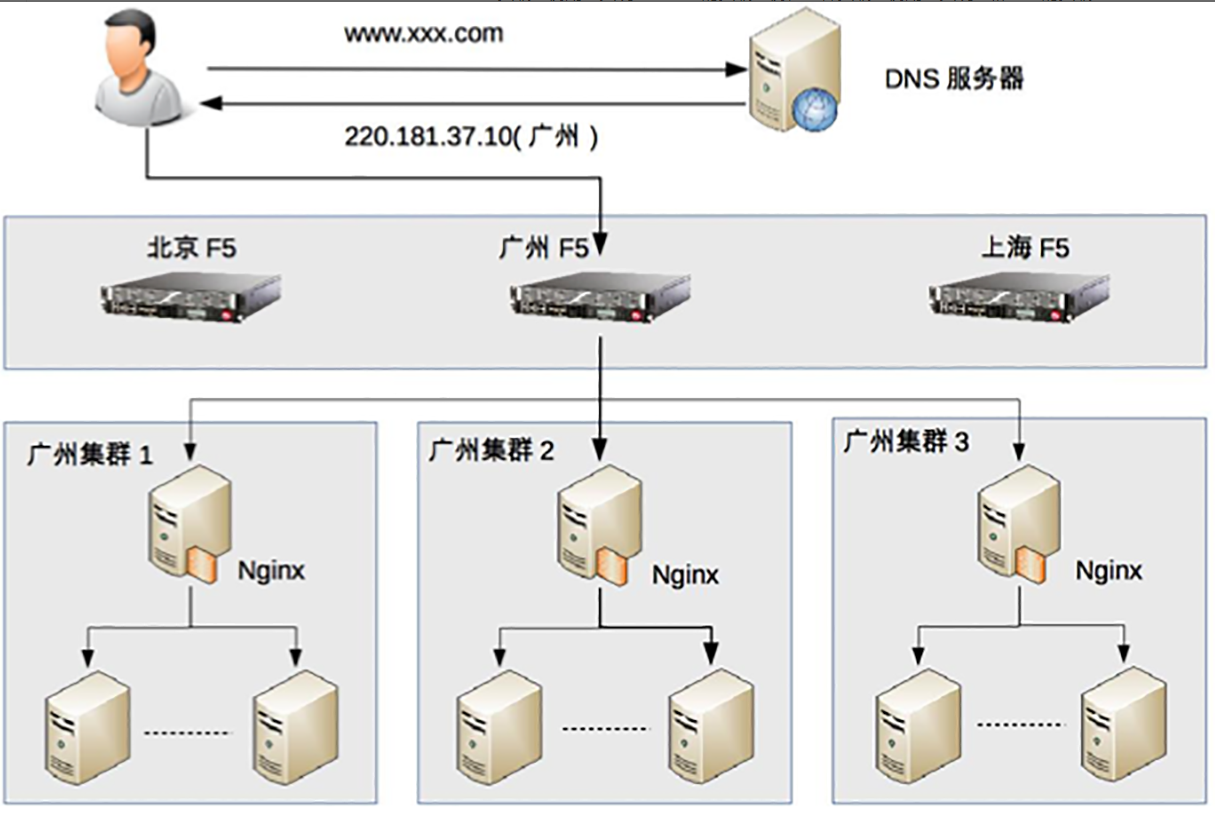 www.xxx.com
DNS 服务器
220.181.37.10( 广州 )
北京 F5
广州 F5
上海 F5
广州集群 1
广州集群 2
广州集群 3
Nginx
Nginx
Nginx